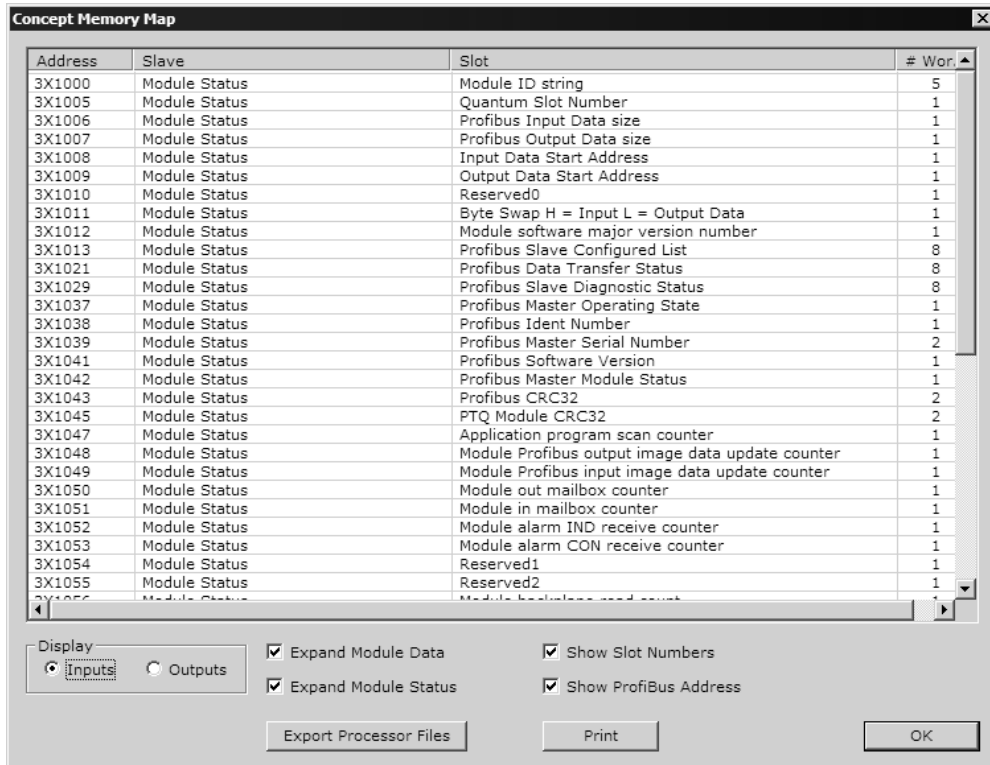 Concept Memory Map
Address Slave Slot # Wor.
3X1000 Module Status Module ID string 5
3X1005 Module Status Quantum Slot Number 1
3X1006 Module Status Profibus Input Data size 1
3X1007 Module Status Profibus Output Data size 1
3X1008 Module Status Input Data Start Address 1
3X1009 Module Status Output Data Start Address 1
3X1010 Module Status Reserved0 1
3X1011 Module Status Byte Swap H = Input L = Output Data 1
3X1012 Module Status Module software major version number 1
3X1013 Module Status Profibus Slave Configured List 8
3X1021 Module Status Profibus Data Transfer Status 8
3X1029 Module Status Profibus Slave Diagnostic Status 8
3X1037 Module Status Profibus Master Operating State 1
3X1038 Module Status Profibus Ident Number 1
3X1039 Module Status Profibus Master Serial Number 2
3X1041 Module Status Profibus Software Version 1
3X1042 Module Status Profibus Master Module Status 1
3X1043 Module Status Profibus CRC32 2
3X1045 Module Status PTQ Module CRC32 2
3X1047 Module Status Application program scan counter 1
3X1048 Module Status Module Profibus output image data update counter 1
3X1049 Module Status Module Profibus input image data update counter 1
3X1050 Module Status Module out mailbox counter 1
3X1051 Module Status Module in mailbox counter 1
3X1052 Module Status Module alarm IND receive counter 1
3X1053 Module Status Module alarm CON receive counter 1
3X1054 Module Status Reserved1 1
3X1055 Module Status Reserved2 1
3X1056 Module Status Module backplane read count 1
Display
Inputs Outputs
Expand Module Data Show Slot Numbers
Expand Module Status Show ProfiBus Address
Export Processor Files Print OK